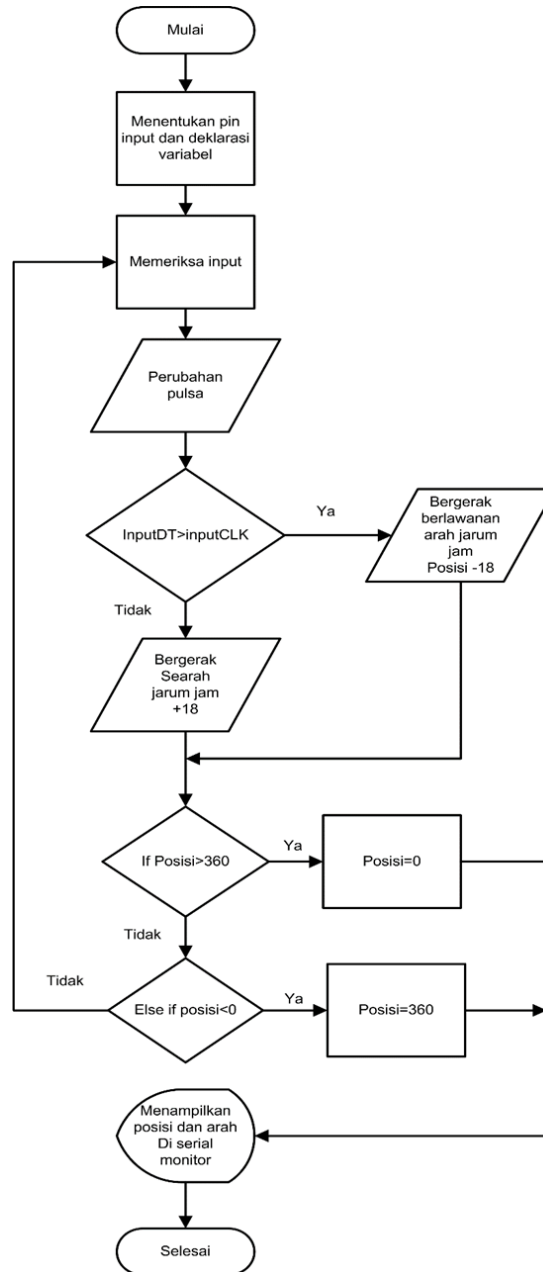 Mulai
Menentukan pin
input dan deklarasi
variabel
Memeriksa input
Perubahan
pulsa
InputDT>inputCLK
Ya
Bergerak
berlawanan
arah jarum
jam
Posisi -18
Tidak
Bergerak
Searah
jarum jam
+18
If Posisi>360
Ya
Posisi=0
Tidak
Tidak
Else if posisi<0
Ya
Posisi=360
Menampilkan
posisi dan arah
Di serial
monitor
Selesai